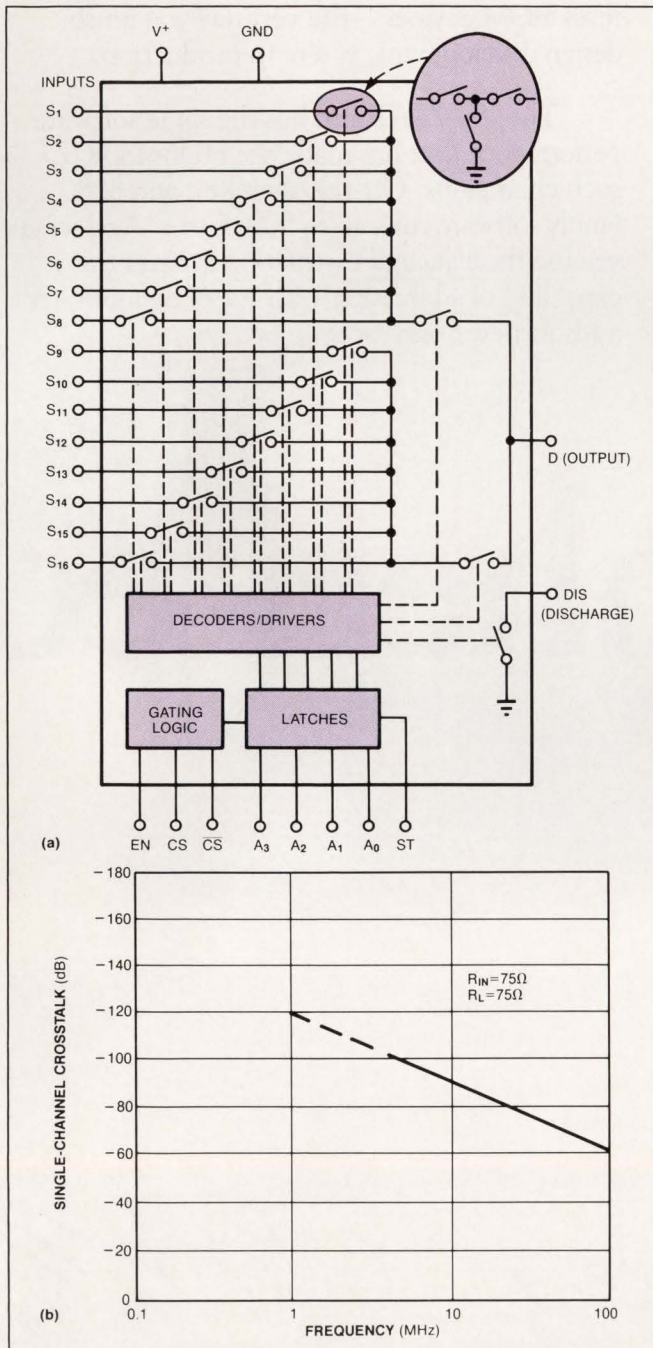 V+ GND
INPUTS
S1
S2
S3
S4
S5
S6
S7
S8
S9
S10
S11
S12
S13
S14
S15
S16
D (OUTPUT)
DIS
(DISCHARGE)
DECODERS/DRIVERS
GATING
LOGIC
LATCHES
EN CS C̅S̅ A3 A2 A1 A0 ST
(a)
SINGLE-CHANNEL CROSSTALK (dB)
−180
−160
−140
−120
−100
−80
−60
−40
−20
0
RIN=75Ω
RL=75Ω
0.1 1 10 100
FREQUENCY (MHz)
(b)